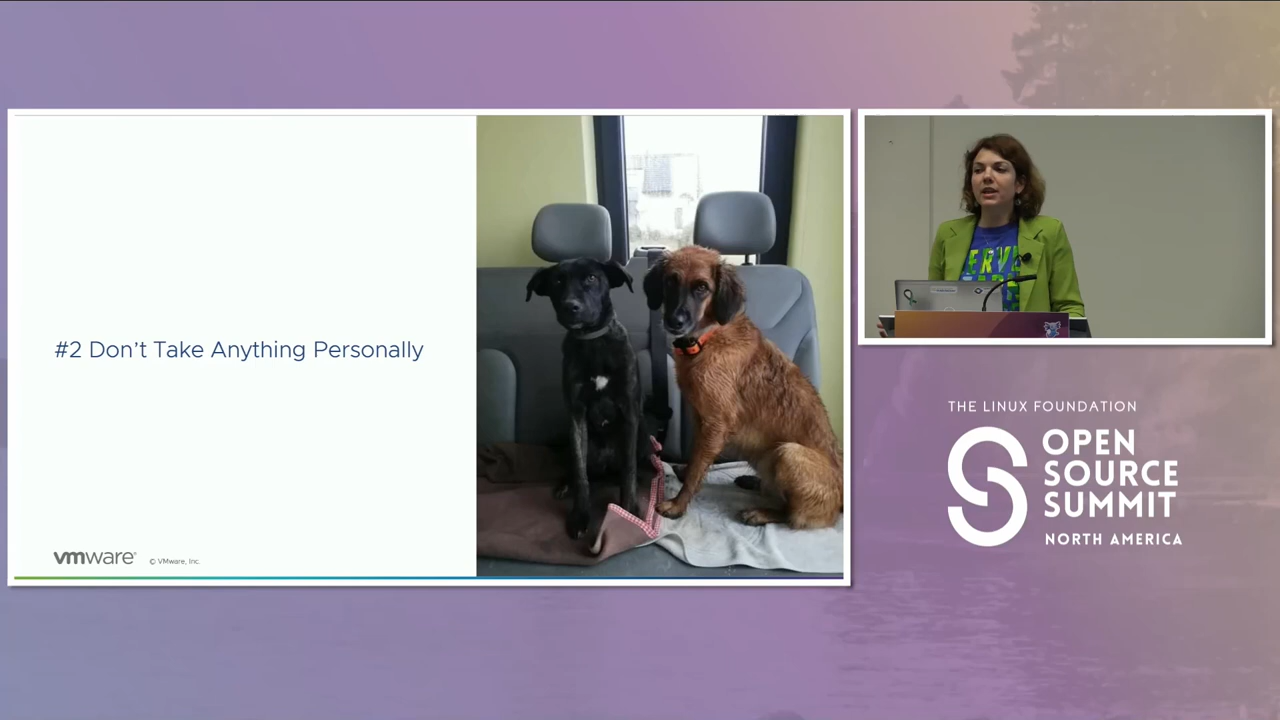 #2 Don't Take Anything Personally
vmware®
© VMware, Inc.
THE LINUX FOUNDATION
OPEN
SOURCE
SUMMIT
NORTH AMERICA